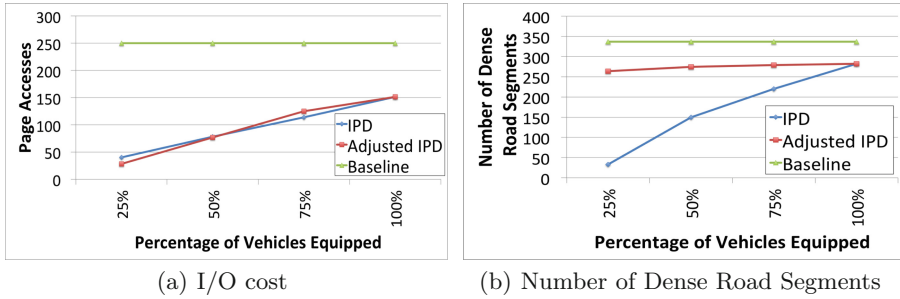 300
250
200
150
100
50
0
Page Accesses
IPD
Adjusted IPD
Baseline
25%
50%
75%
100%
Percentage of Vehicles Equipped
(a) I/O cost
400
350
300
250
200
150
100
50
0
Number of Dense
Road Segments
IPD
Adjusted IPD
Baseline
25%
50%
75%
100%
Percentage of Vehicles Equipped
(b) Number of Dense Road Segments